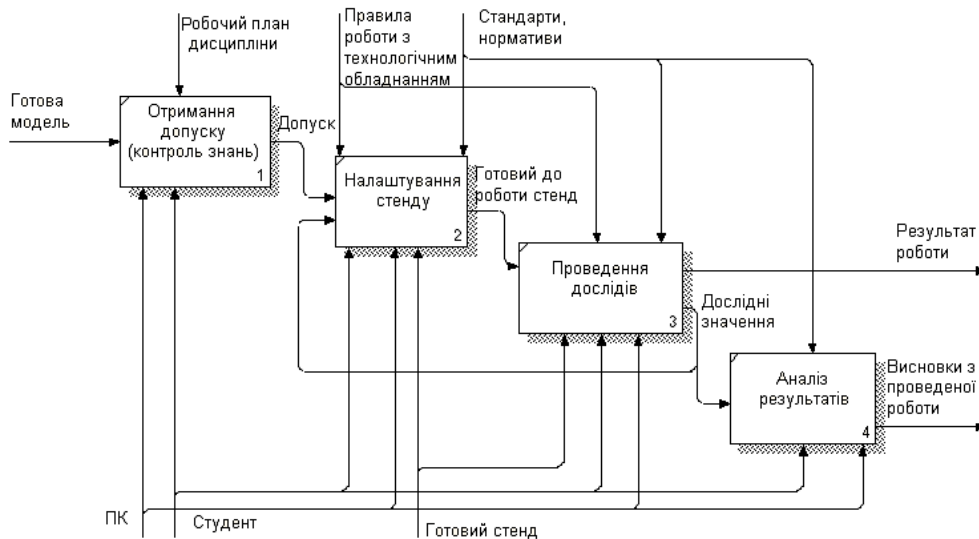 Робочий план
дисципліни
Правила
роботи з
технологічним
обладнанням
Стандарти,
нормативи
Готова
модель
Отримання
допуску
(контроль знань)
1
Допуск
Налаштування
стенду
2
Готовий до
роботи стенд
Проведення
дослідів
3
Результат
роботи
Дослідні
значення
Аналіз
результатів
4
Висновки з
проведеної
роботи
ПК
Студент
Готовий стенд